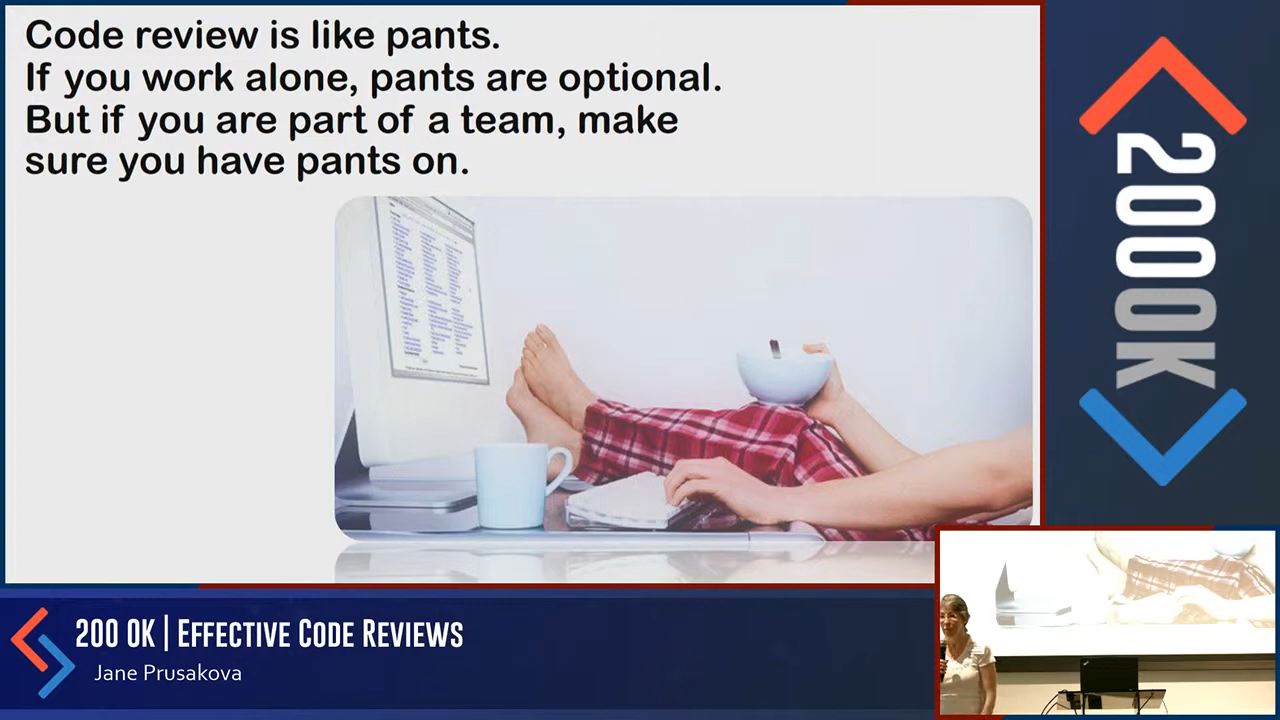 Code review is like pants.
If you work alone, pants are optional.
But if you are part of a team, make
sure you have pants on.
200OK
200 OK | Effective Code Reviews
Jane Prusakova